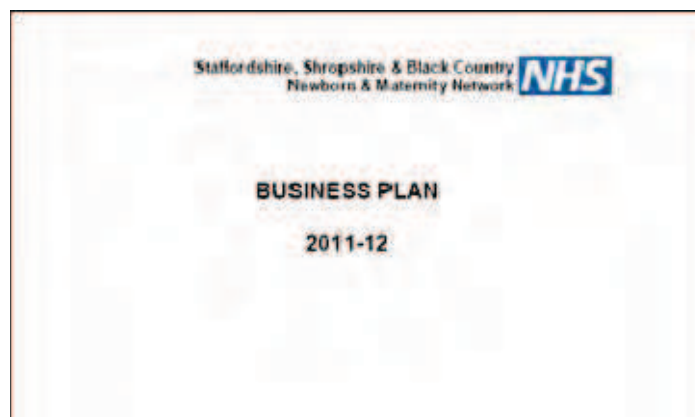 Staffordshire, Shropshire & Black Country NHS
Newborn & Maternity Network
BUSINESS PLAN
2011-12